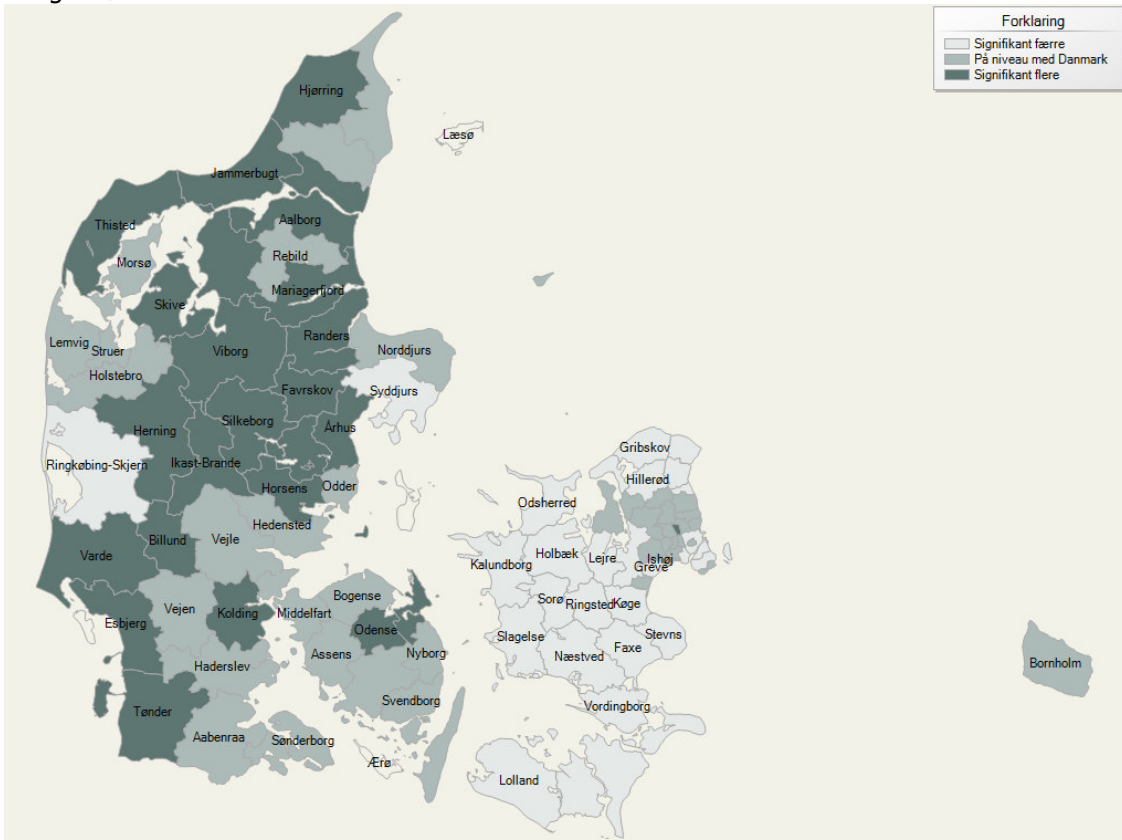 Forklaring
Signifikant færre
På niveau med Danmark
Signifikant flere
Hjørring
Læsø
Jammerbugt
Thisted
Aalborg
Morsø
Rebild
Mariagerfjord
Skive
Lemvig
Struer
Viborg
Randers
Norddjurs
Holstebro
Favrskov
Syddjurs
Silkeborg
Herning
Århus
Ringkøbing-Skjern
Ikast-Brande
Horsens
Odder
Hedensted
Varde
Billund
Vejle
Gribskov
Hillerød
Odsherred
Holbæk
Lejre
Ishøj
Greve
Kalundborg
Sorø
Ringsted
Køge
Slagelse
Stevns
Næstved
Faxe
Vordingborg
Lolland
Bornholm
Vejen
Kolding
Middelfart
Bogense
Esbjerg
Odense
Assens
Nyborg
Haderslev
Svendborg
Tønder
Aabenraa
Sønderborg
Ærø